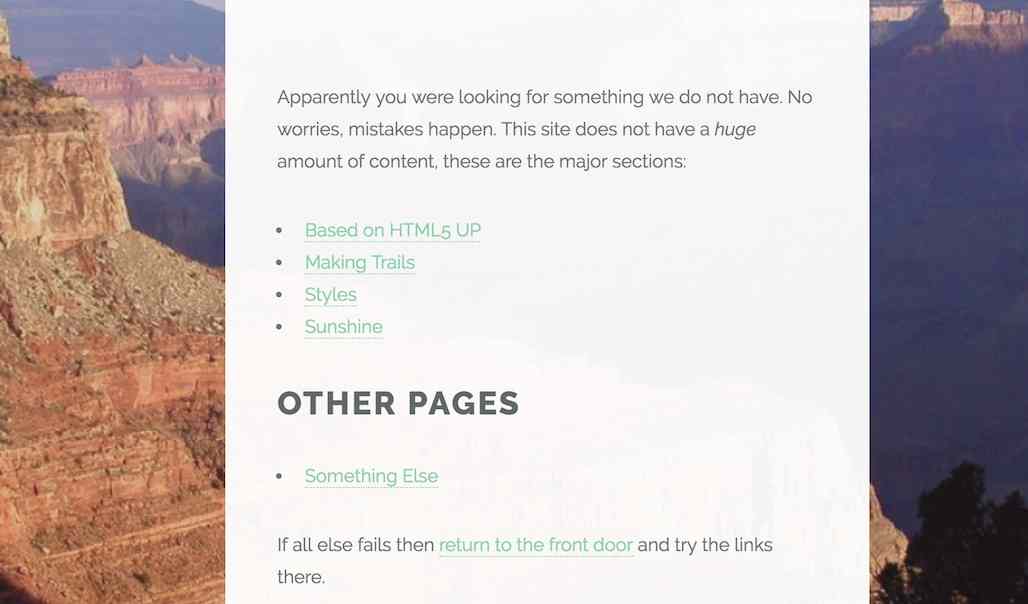 Apparently you were looking for something we do not have. No
worries, mistakes happen. This site does not have a huge
amount of content, these are the major sections:
Based on HTML5 UP
Making Trails
Styles
Sunshine
OTHER PAGES
Something Else
If all else fails then return to the front door and try the links
there.